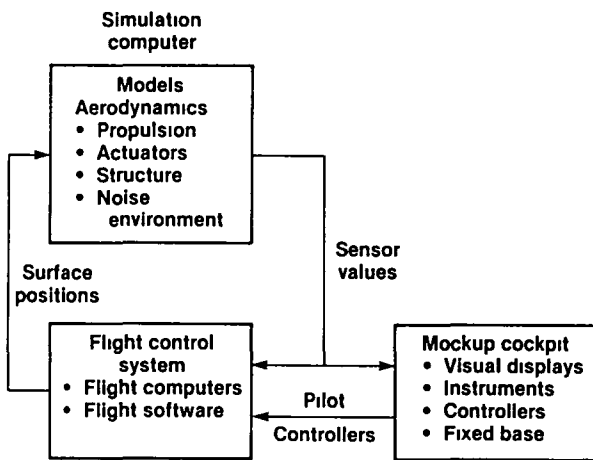 Simulation
computer
Models
Aerodynamics
• Propulsion
• Actuators
• Structure
• Noise
environment
Surface
positions
Sensor
values
Flight control
system
• Flight computers
• Flight software
Pilot
Controllers
Mockup cockpit
• Visual displays
• Instruments
• Controllers
• Fixed base